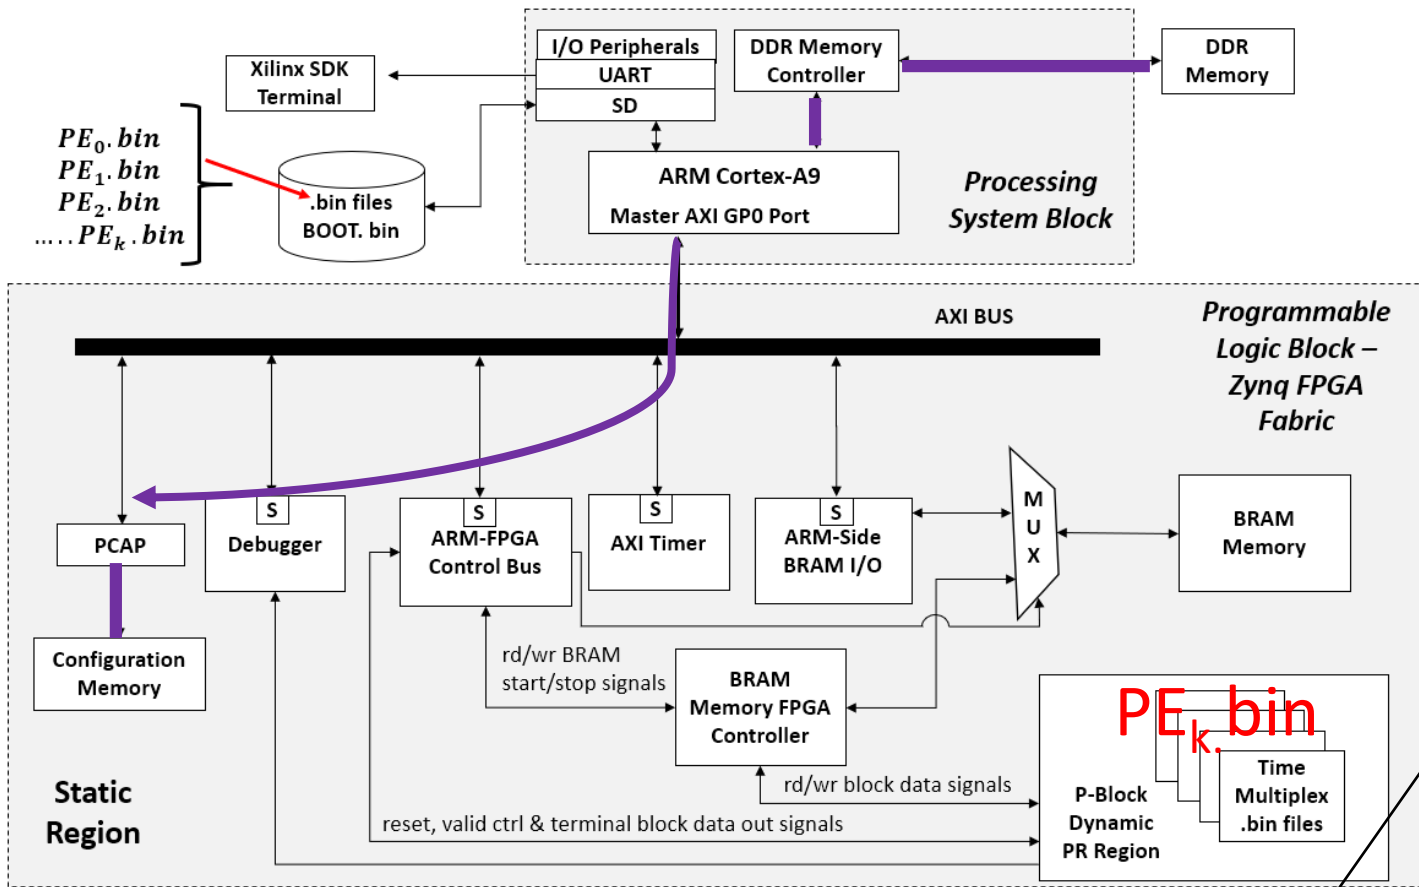 I/O Peripherals
UART
SD
DDR Memory
Controller
DDR
Memory
Xilinx SDK
Terminal
PE0. bin
PE1. bin
PE2. bin
..... PEk . bin
.bin files
BOOT. bin
ARM Cortex-A9
Master AXI GP0 Port
Processing
System Block
AXI BUS
Programmable
Logic Block –
Zynq FPGA
Fabric
PCAP
S
Debugger
S
ARM-FPGA
Control Bus
S
AXI Timer
S
ARM-Side
BRAM I/O
M
U
X
BRAM
Memory
Configuration
Memory
rd/wr BRAM
start/stop signals
BRAM
Memory FPGA
Controller
rd/wr block data signals
reset, valid ctrl & terminal block data out signals
Static
Region
PEk.bin
P-Block
Dynamic
PR Region
Time
Multiplex
.bin files